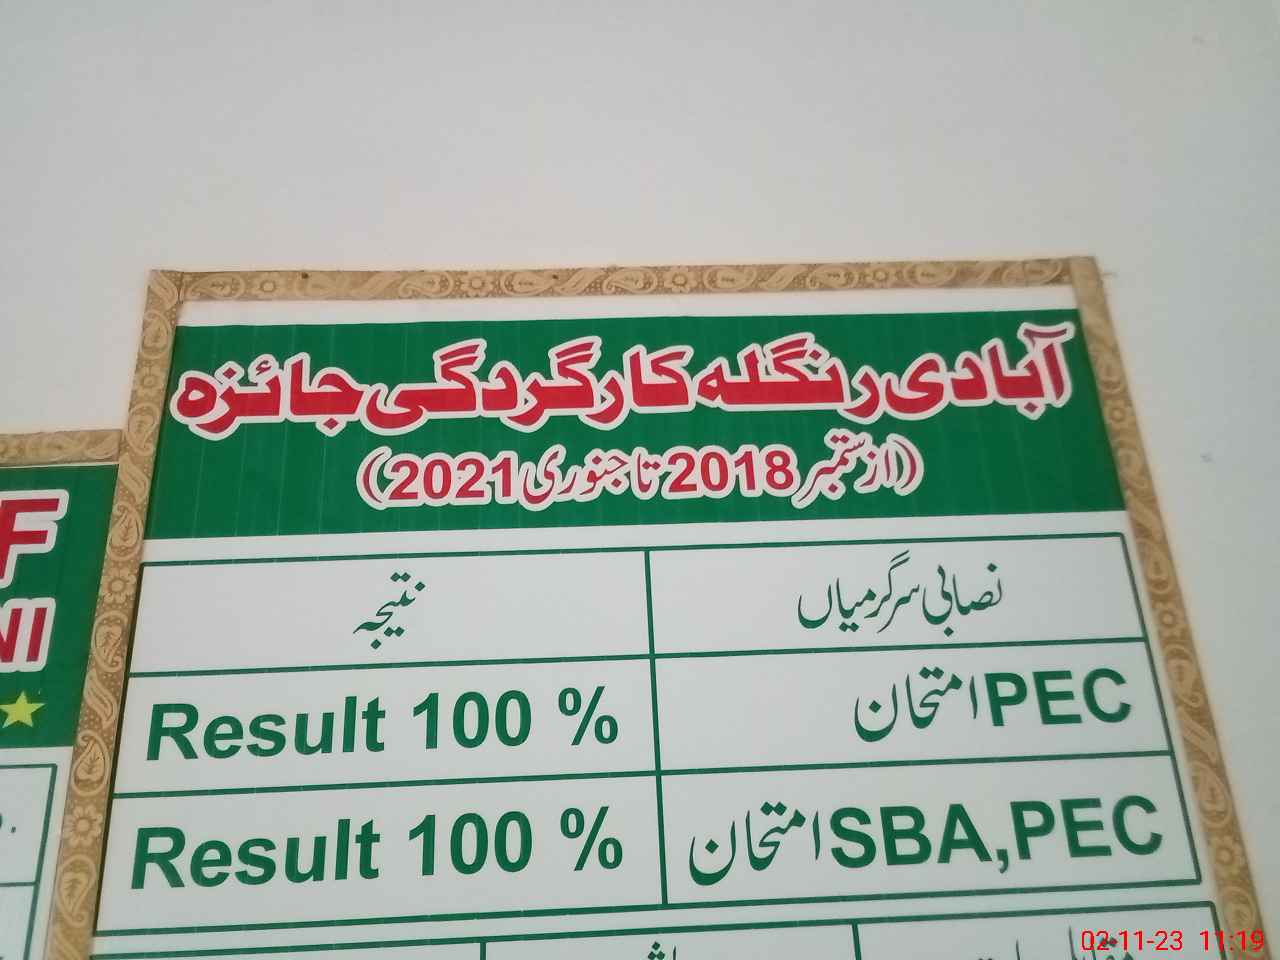 آبادی رنگلہ کارگردگی جائزہ
(از ستمبر 2018 تا جنوری 2021)
نصابی سرگرمیاں نتیجہ
PEC امتحان Result 100 %
SBA,PEC امتحان Result 100 %
F
NI
02-11-23 11:19